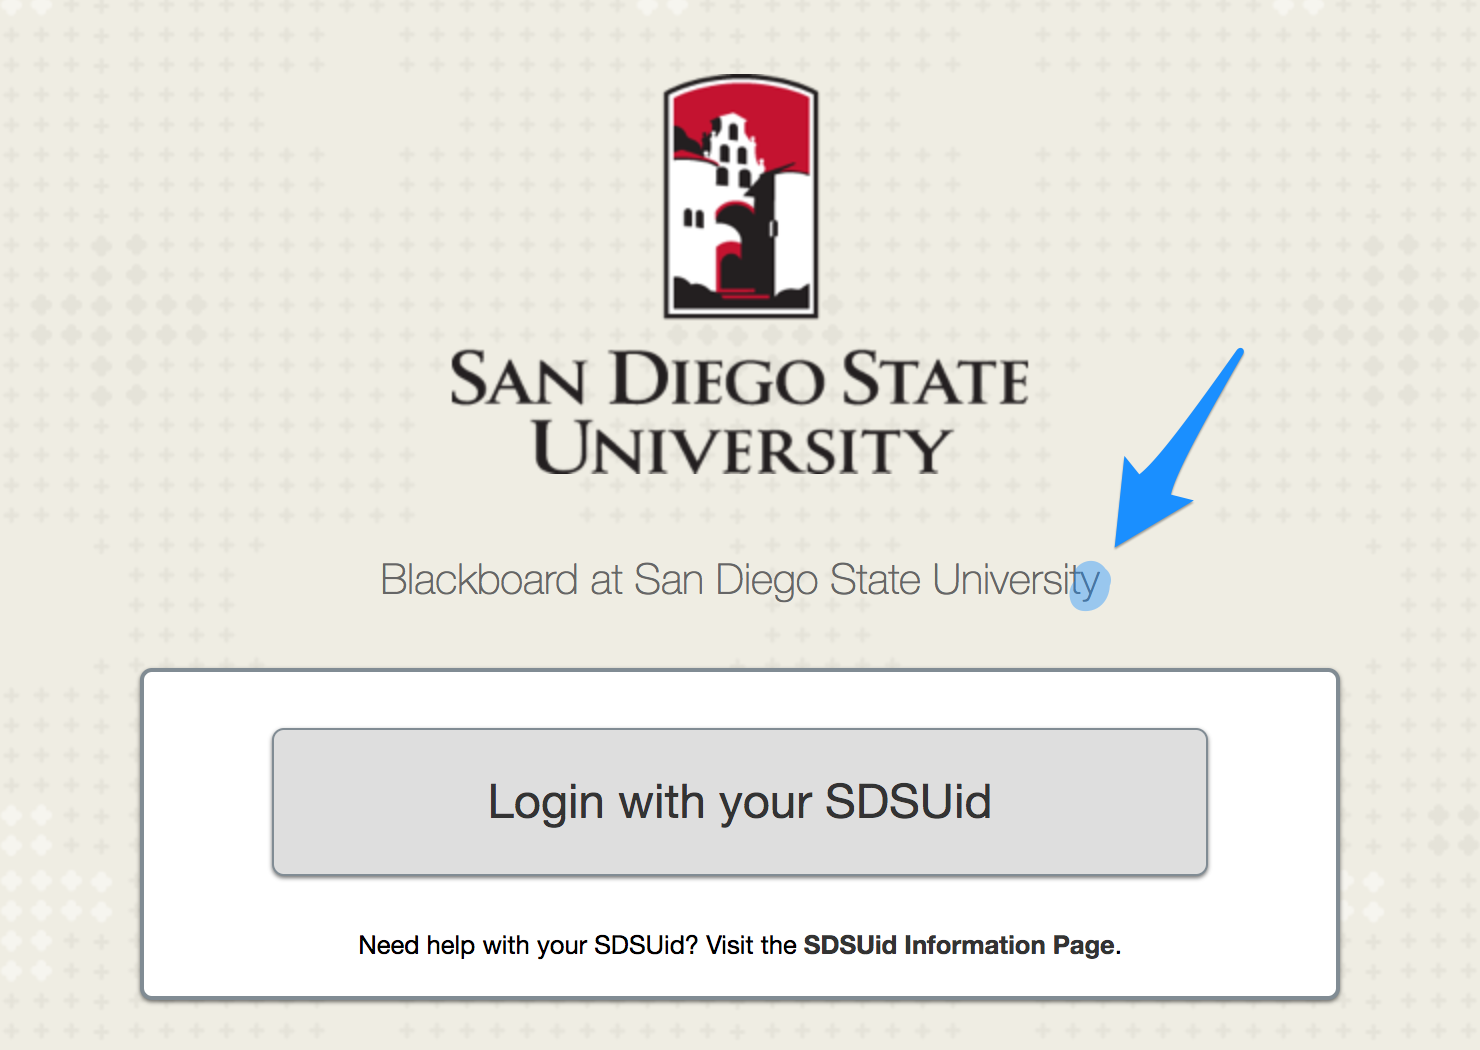 SAN DIEGO STATE
UNIVERSITY
Blackboard at San Diego State University
Login with your SDSUid
Need help with your SDSUid? Visit the SDSUid Information Page.